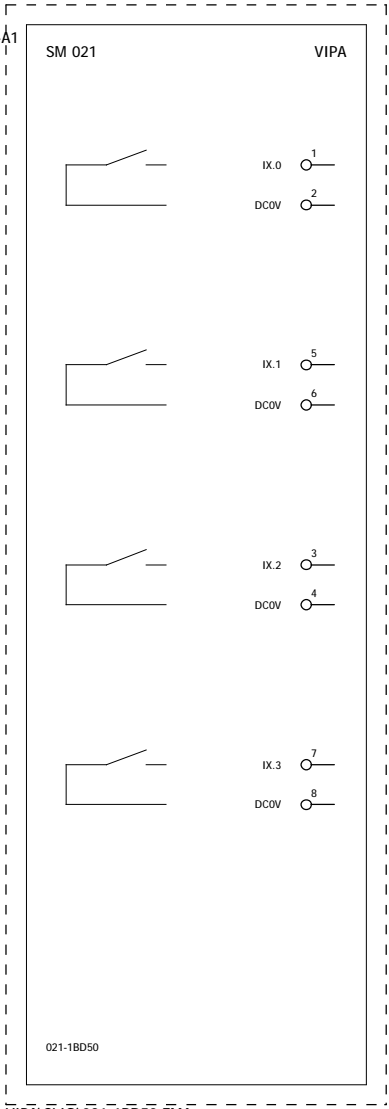 A1
SM 021 VIPA
1
IX.0
2
DC0V
5
IX.1
6
DC0V
3
IX.2
4
DC0V
7
IX.3
8
DC0V
021-1BD50